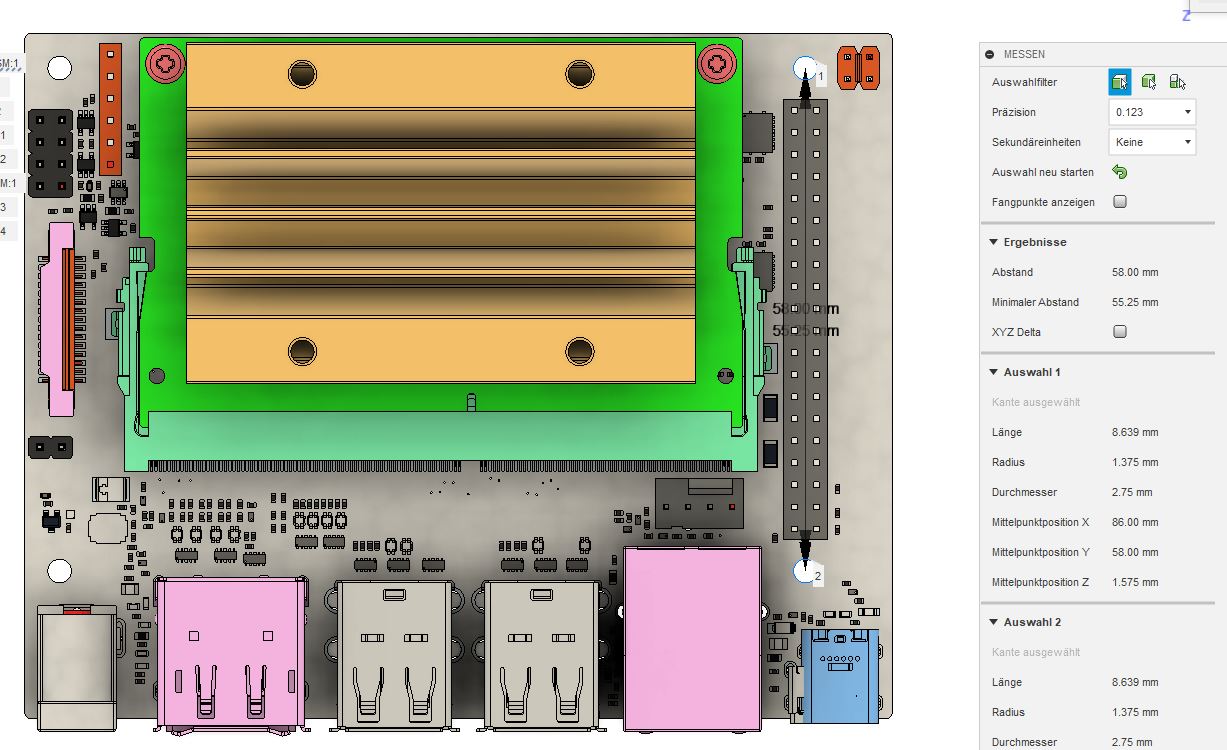 Z
SM:1
1
2
M:1
3
4
1
58.00 mm
55.25 mm
2
MESSEN
Auswahlfilter
Präzision 0.123
Sekundäreinheiten Keine
Auswahl neu starten
Fangpunkte anzeigen
Ergebnisse
Abstand 58.00 mm
Minimaler Abstand 55.25 mm
XYZ Delta
Auswahl 1
Kante ausgewählt
Länge 8.639 mm
Radius 1.375 mm
Durchmesser 2.75 mm
Mittelpunktposition X 86.00 mm
Mittelpunktposition Y 58.00 mm
Mittelpunktposition Z 1.575 mm
Auswahl 2
Kante ausgewählt
Länge 8.639 mm
Radius 1.375 mm
Durchmesser 2.75 mm